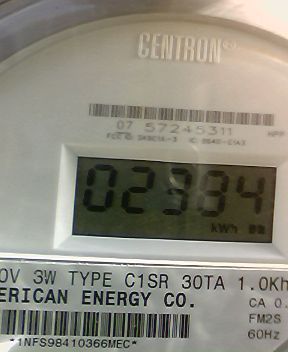 CENTRON®
07 57245311
02384
kWh
0V 3W TYPE C1SR 30TA 1.0Kh
ERICAN ENERGY CO.
CA 0.
FM2S
60Hz
*1NFS98410366MEC*